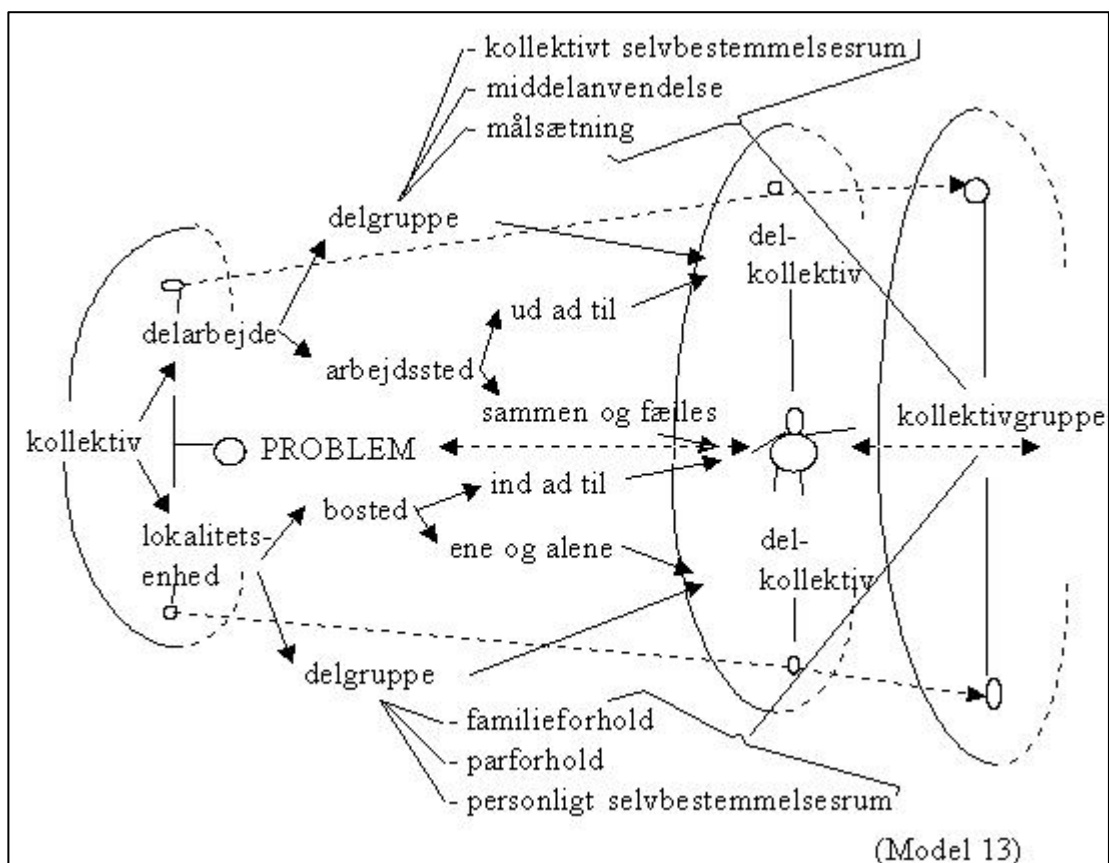 - kollektivt selvbestemmelsesrum
- middelanvendelse
- målsætning
delgruppe
del-
kollektiv
ud ad til
delarbejde
arbejdssted
sammen og fælles
kollektivgruppe
kollektiv
PROBLEM
ind ad til
bosted
lokalitets-
enhed
ene og alene
del-
kollektiv
delgruppe
- familieforhold
- parforhold
- personligt selvbestemmelsesrum
(Model 13)